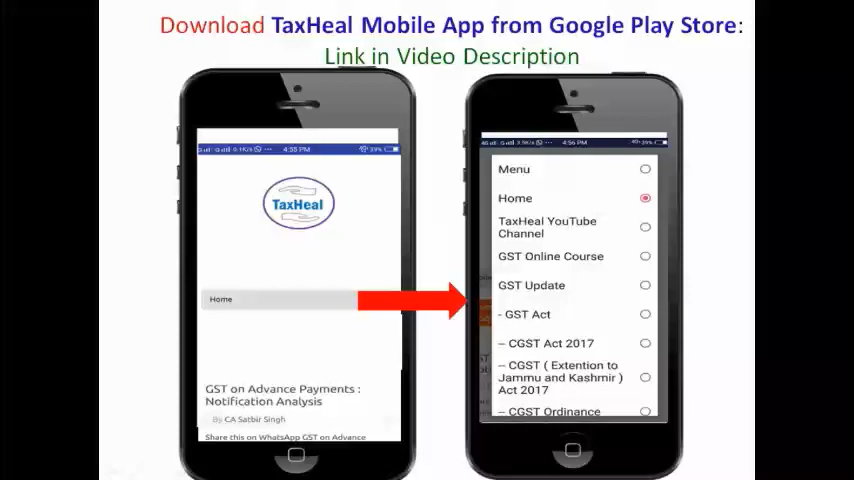 Download TaxHeal Mobile App from Google Play Store:
Link in Video Description
4:55 PM
39%
TaxHeal
Home
GST on Advance Payments :
Notification Analysis
By CA Satbir Singh
Share this on WhatsApp GST on Advance
4:56 PM
39%
Menu
Home
TaxHeal YouTube
Channel
GST Online Course
GST Update
- GST Act
-- CGST Act 2017
-- CGST ( Extention to
Jammu and Kashmir )
Act 2017
-- CGST Ordinance